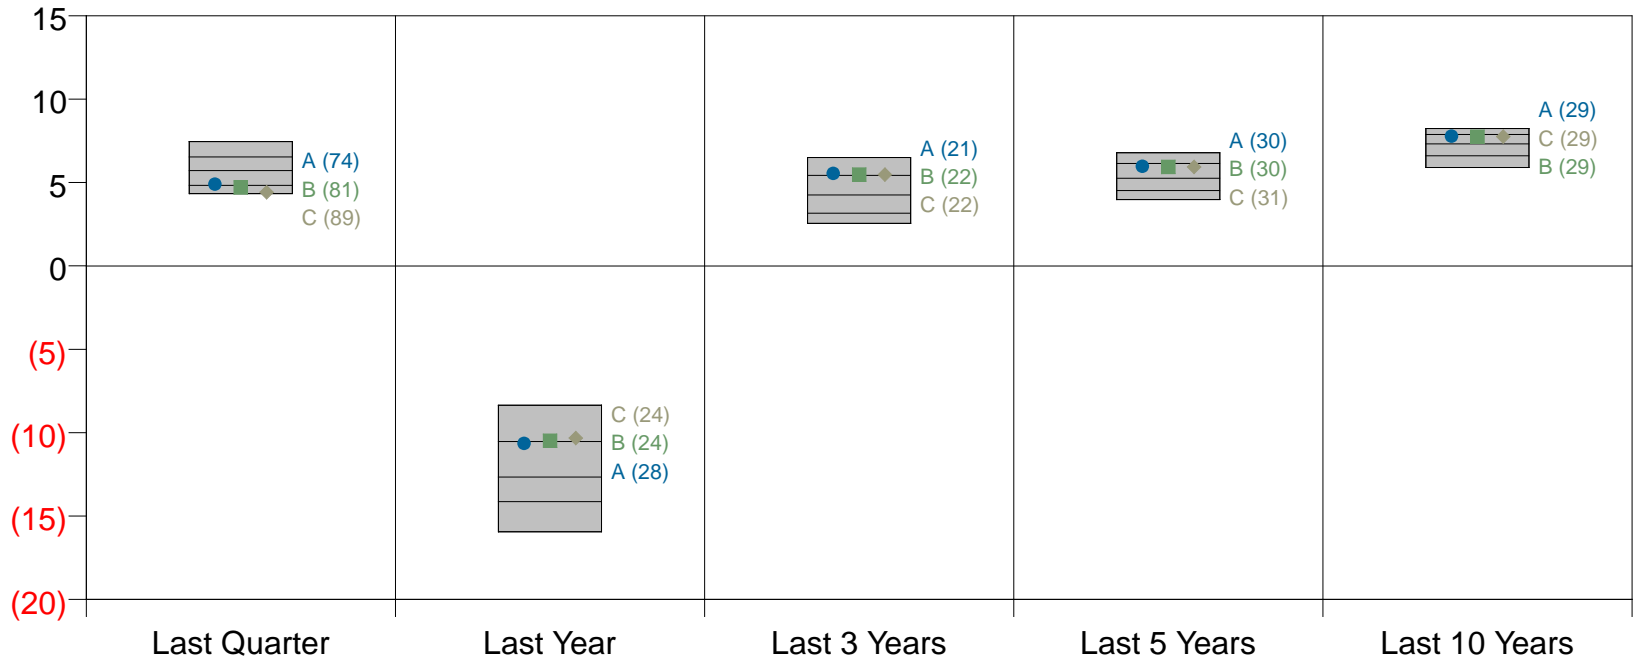 15
10
5
0
(5)
(10)
(15)
(20)
A (74)
B (81)
C (89)
C (24)
B (24)
A (28)
A (21)
B (22)
C (22)
A (30)
B (30)
C (31)
A (29)
C (29)
B (29)
Last Quarter
Last Year
Last 3 Years
Last 5 Years
Last 10 Years